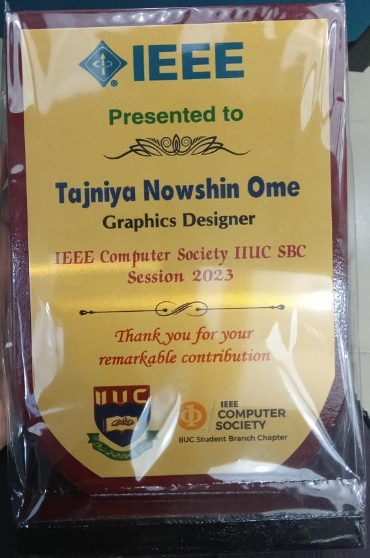 IEEE
Presented to
Tajniya Nowshin Ome
Graphics Designer
IEEE Computer Society IIUC SBC
Session 2023
Thank you for your
remarkable contribution
IIUC
IEEE
COMPUTER
SOCIETY
IIUC Student Branch Chapter